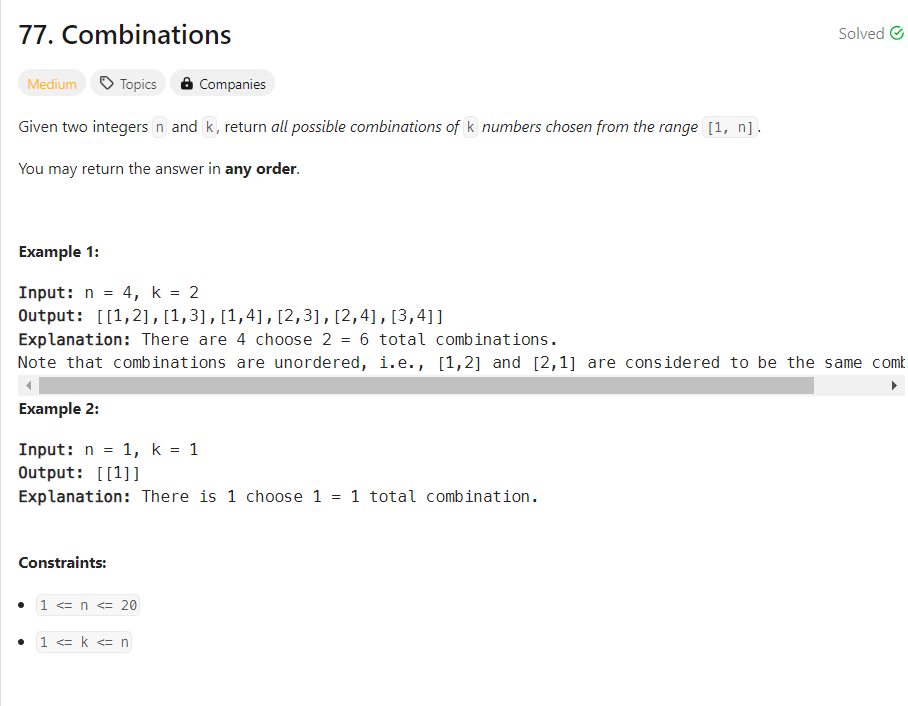 77. Combinations
Solved
Medium Topics Companies
Given two integers n and k, return all possible combinations of k numbers chosen from the range [1, n].
You may return the answer in any order.
Example 1:
Input: n = 4, k = 2
Output: [[1,2],[1,3],[1,4],[2,3],[2,4],[3,4]]
Explanation: There are 4 choose 2 = 6 total combinations.
Note that combinations are unordered, i.e., [1,2] and [2,1] are considered to be the same comb
Example 2:
Input: n = 1, k = 1
Output: [[1]]
Explanation: There is 1 choose 1 = 1 total combination.
Constraints:
1 <= n <= 20
1 <= k <= n